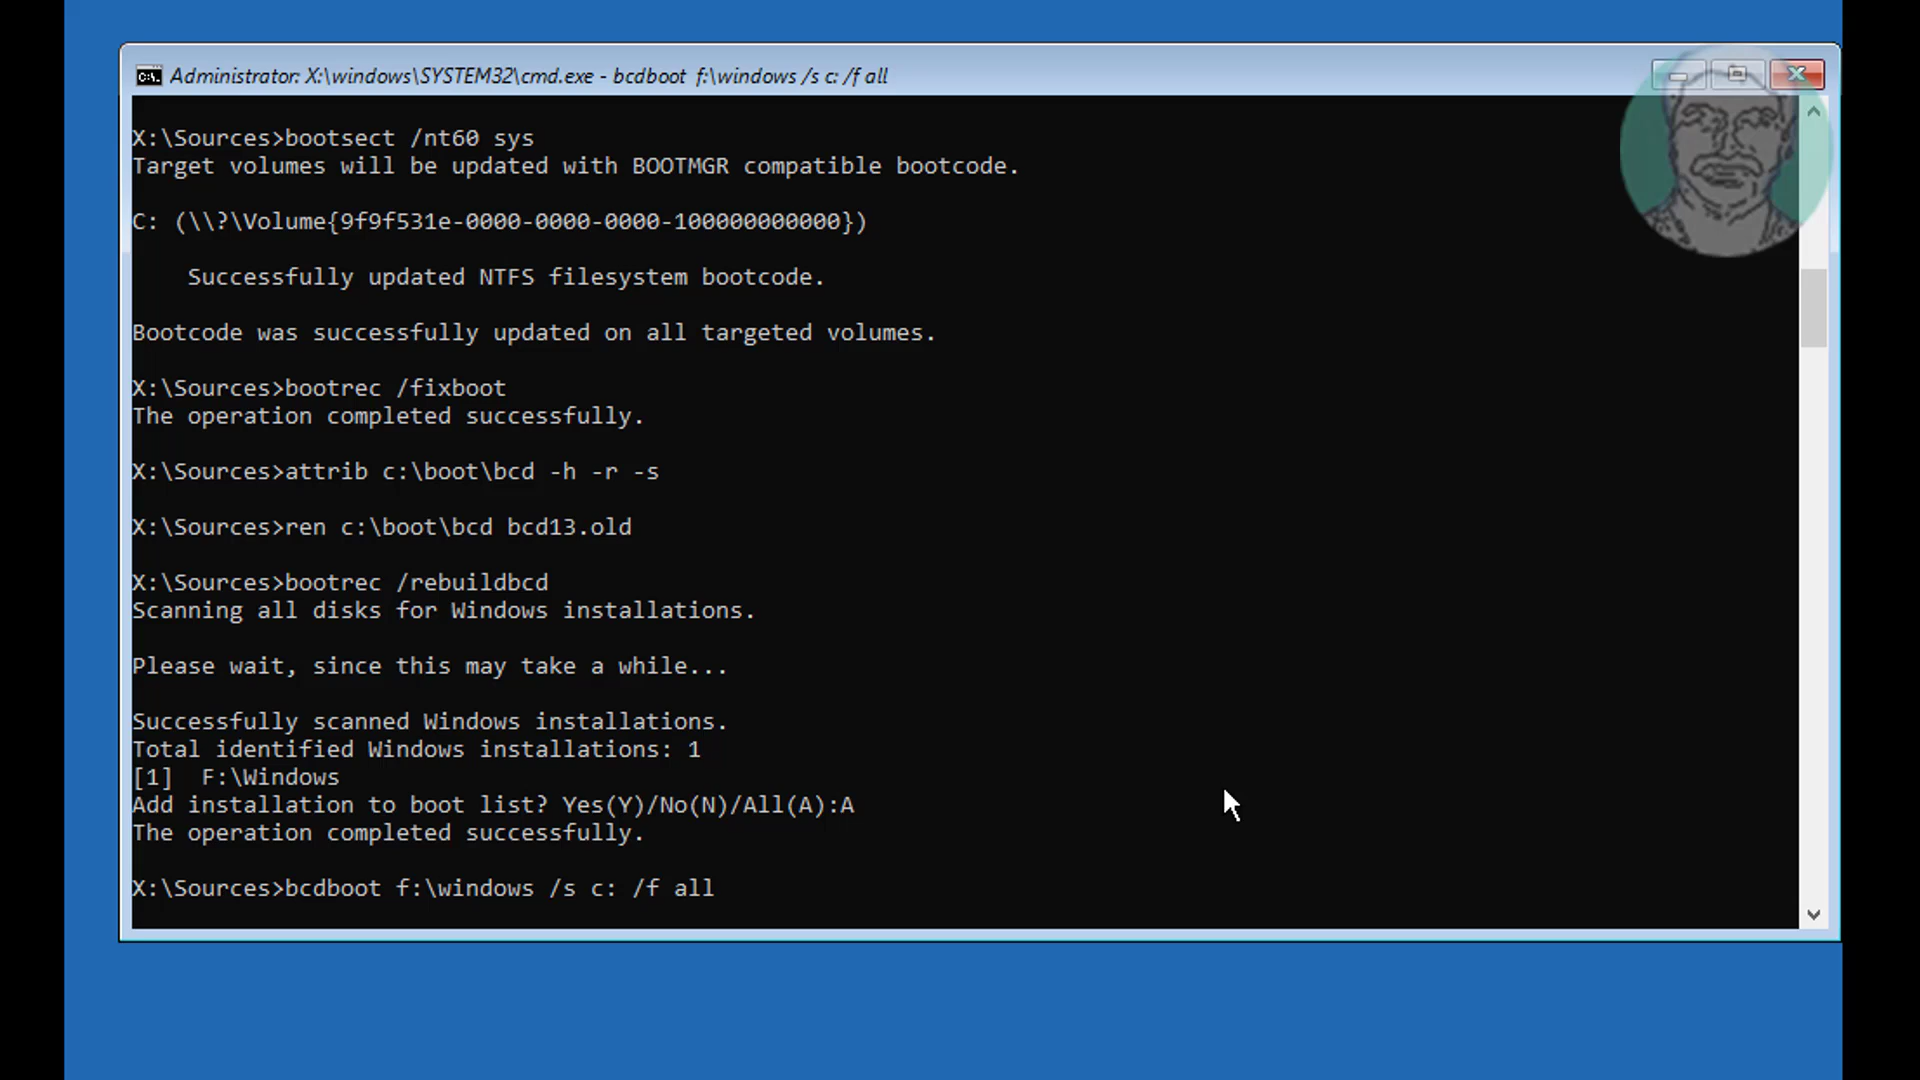 Administrator: X:\windows\SYSTEM32\cmd.exe - bcdboot  f:\windows /s c: /f all
X:\Sources>bootsect /nt60 sys
Target volumes will be updated with BOOTMGR compatible bootcode.
C: (\\?\Volume{9f9f531e-0000-0000-0000-100000000000})
Successfully updated NTFS filesystem bootcode.
Bootcode was successfully updated on all targeted volumes.
X:\Sources>bootrec /fixboot
The operation completed successfully.
X:\Sources>attrib c:\boot\bcd -h -r -s
X:\Sources>ren c:\boot\bcd bcd13.old
X:\Sources>bootrec /rebuildbcd
Scanning all disks for Windows installations.
Please wait, since this may take a while...
Successfully scanned Windows installations.
Total identified Windows installations: 1
[1]  F:\Windows
Add installation to boot list? Yes(Y)/No(N)/All(A):A
The operation completed successfully.
X:\Sources>bcdboot f:\windows /s c: /f all